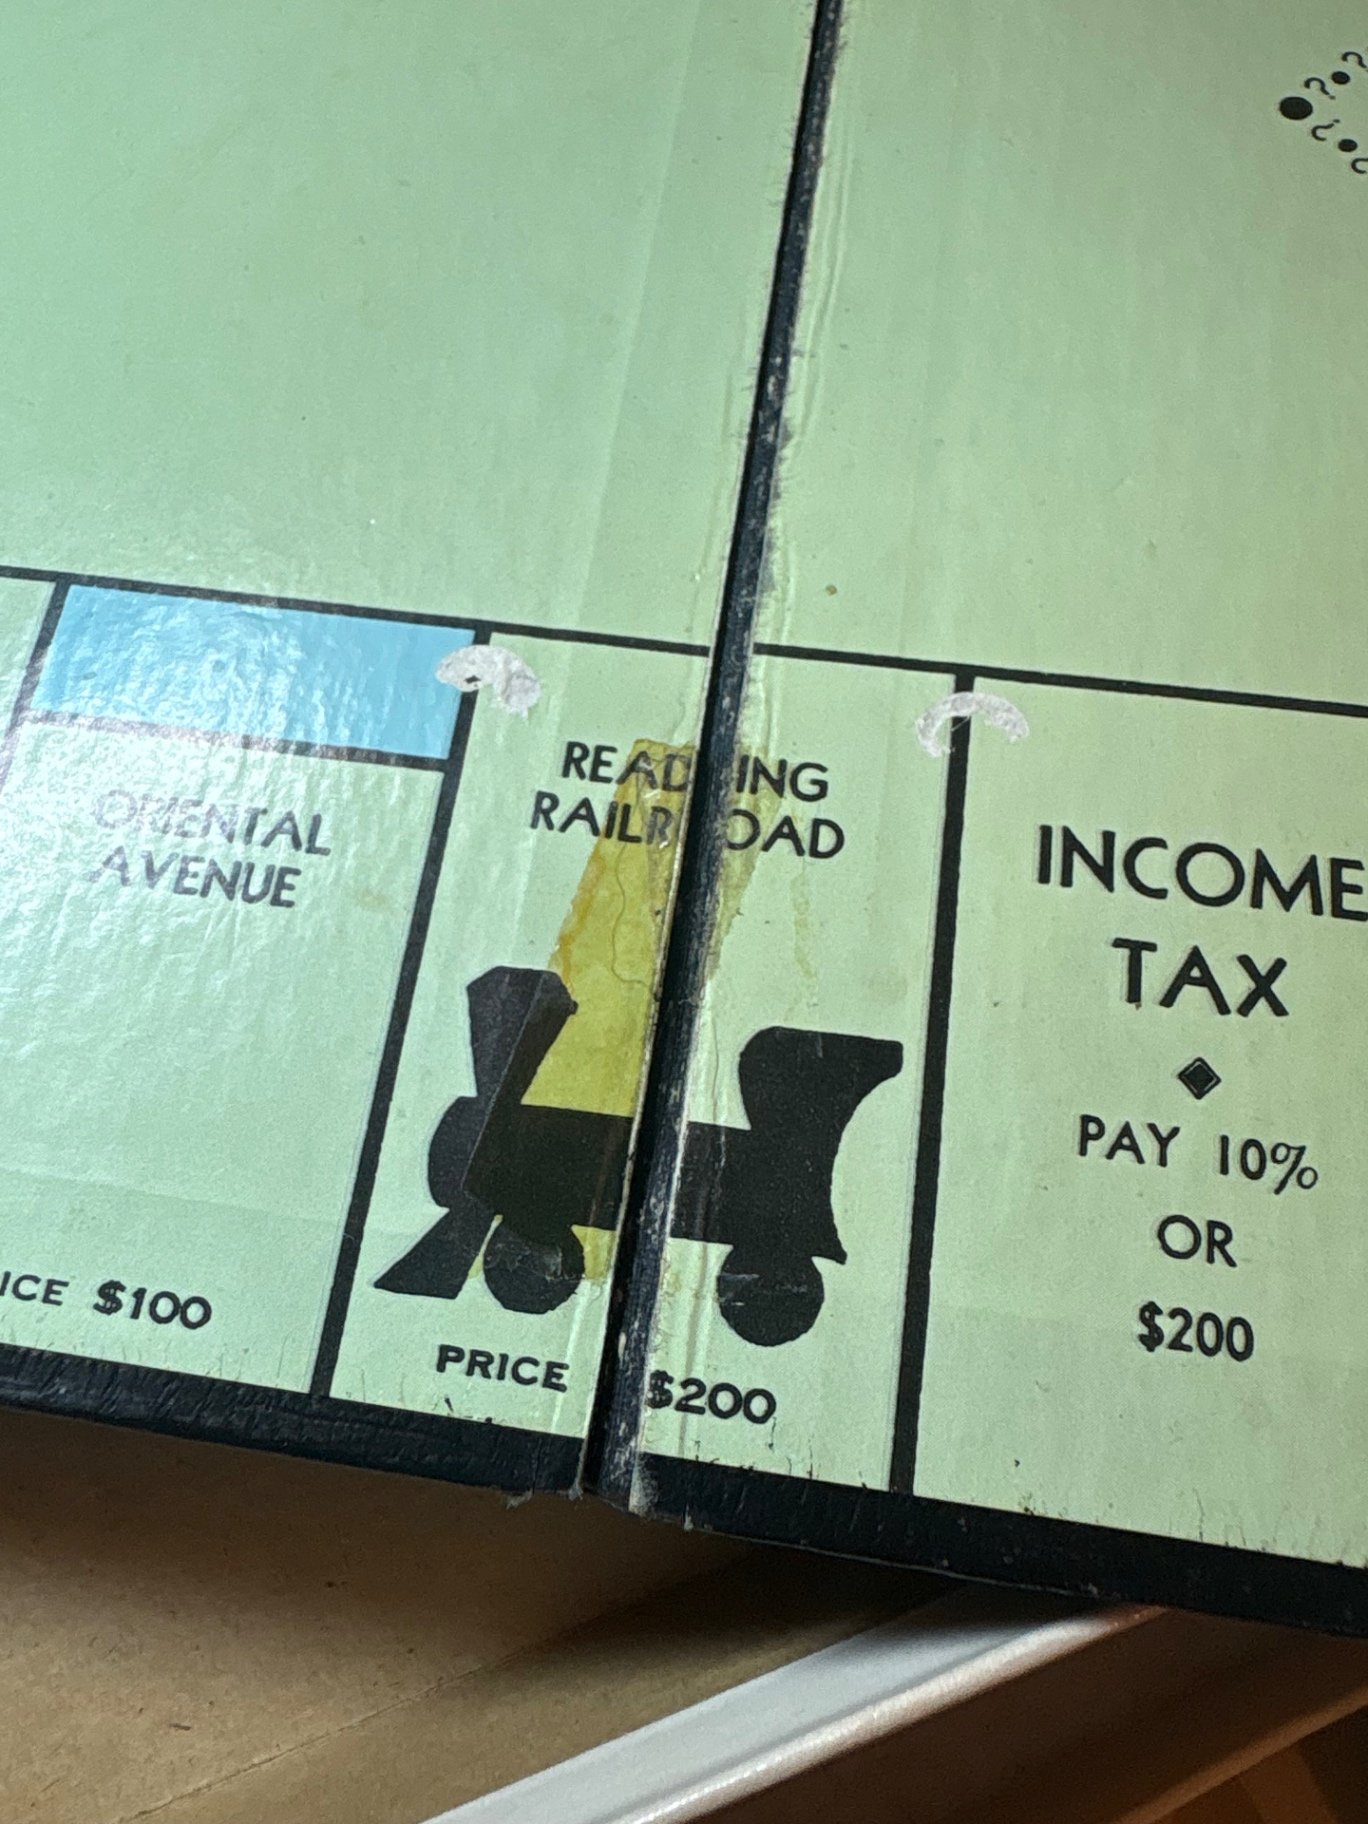 ORIENTAL
AVENUE
ICE $100
READING
RAILROAD
PRICE $200
INCOME
TAX
PAY 10%
OR
$200